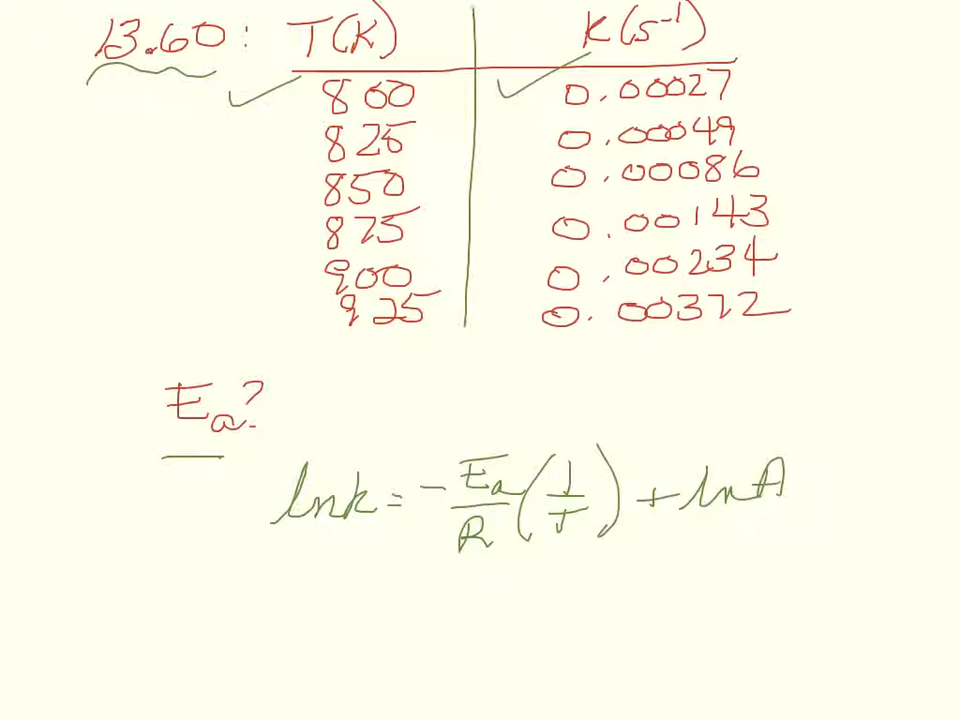 13.60: T(K) K(s⁻¹)
800 0.00027
825 0.00049
850 0.00086
875 0.00143
900 0.00234
925 0.00372
Ea?
lnk = -Ea/R (1/T) + lnA